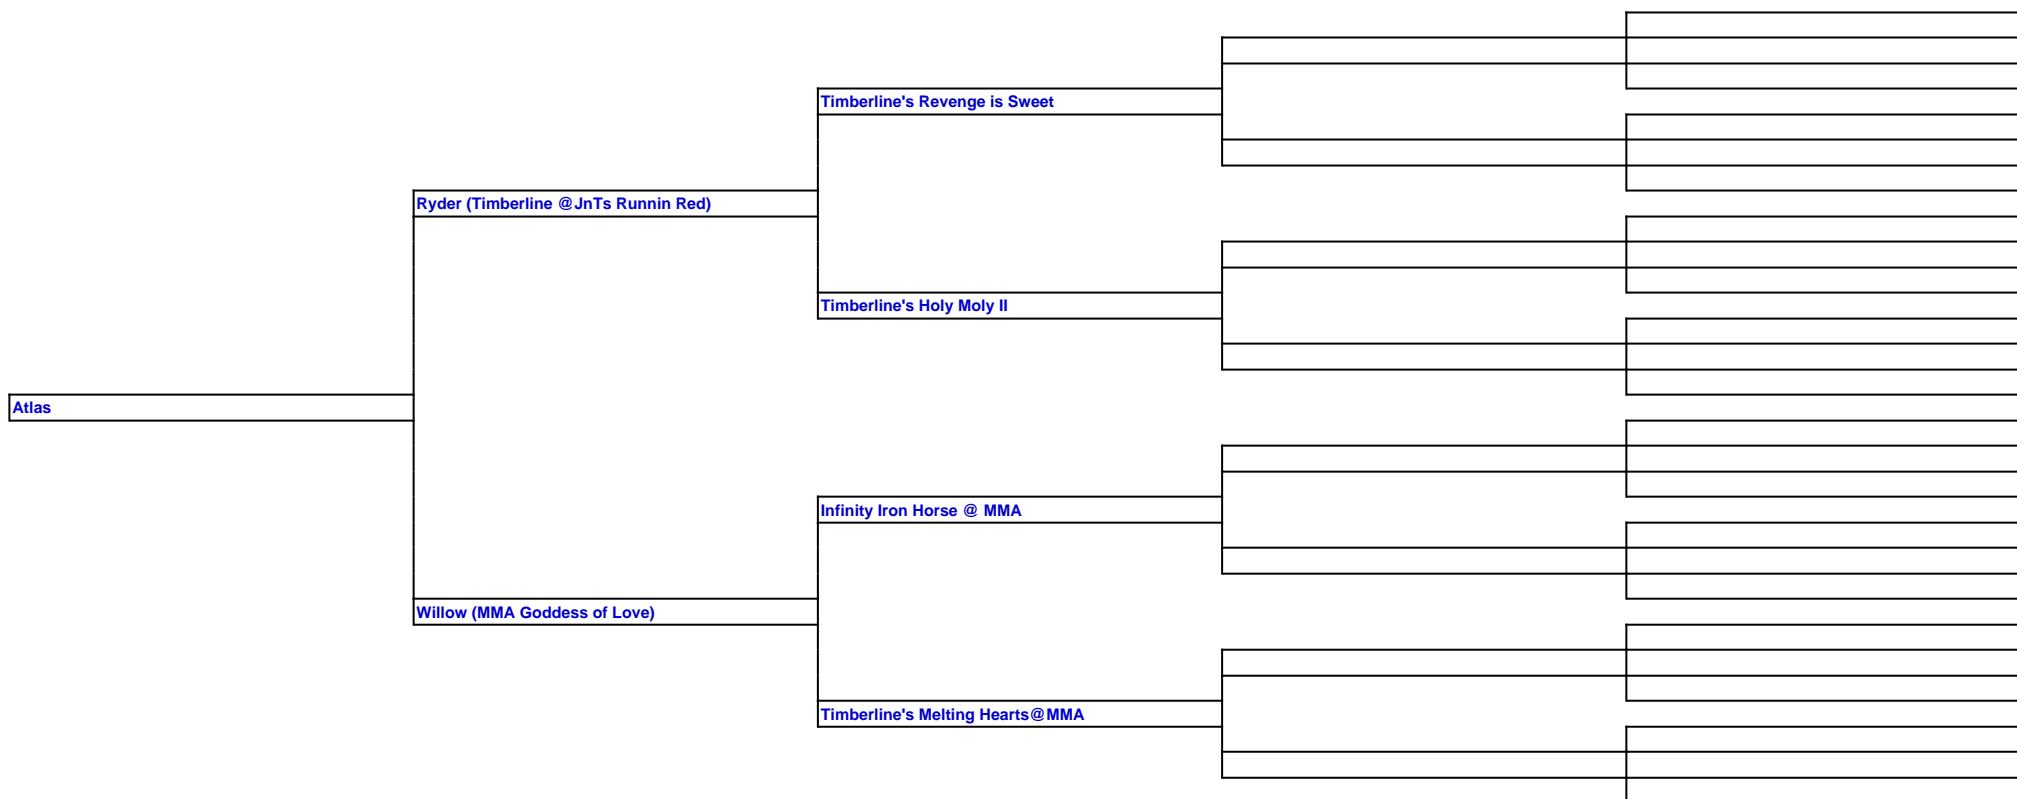 Timberline's Revenge is Sweet
Ryder (Timberline @JnTs Runnin Red)
Timberline's Holy Moly II
Atlas
Infinity Iron Horse @ MMA
Willow (MMA Goddess of Love)
Timberline's Melting Hearts@MMA